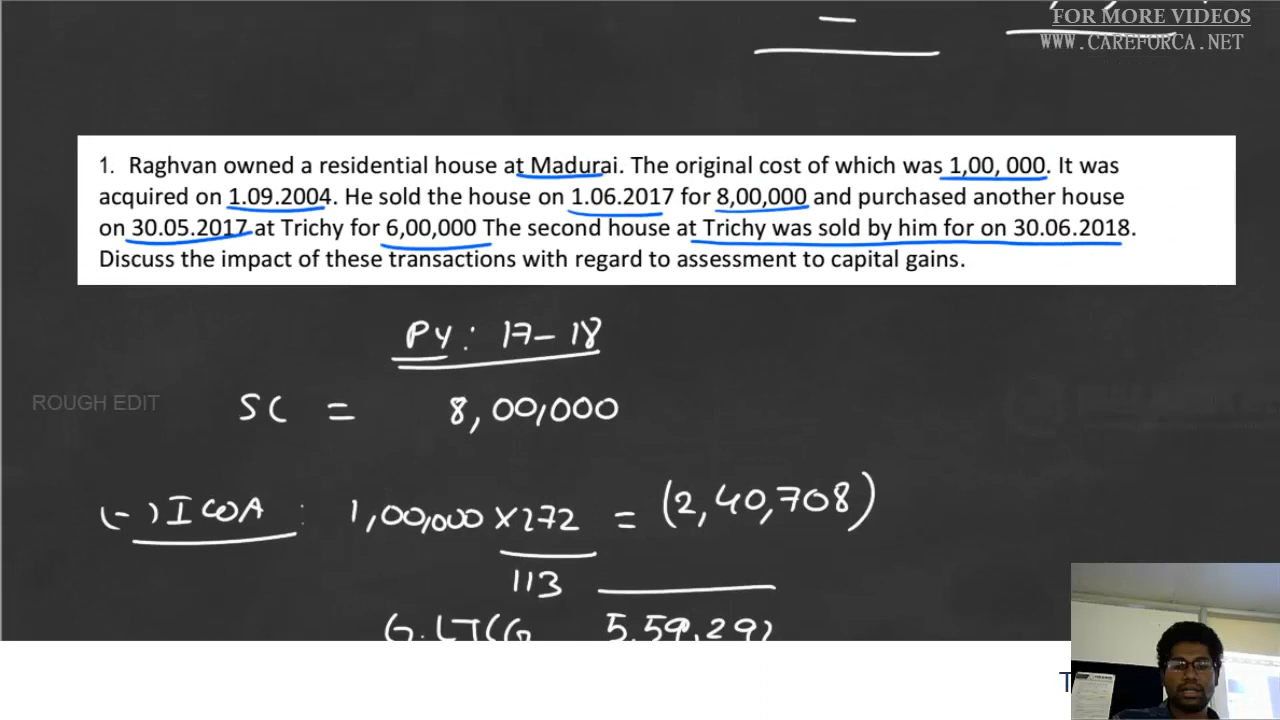 FOR MORE VIDEOS
WWW.CAREFORCA.NET
1. Raghvan owned a residential house at Madurai. The original cost of which was 1,00, 000. It was
acquired on 1.09.2004. He sold the house on 1.06.2017 for 8,00,000 and purchased another house
on 30.05.2017 at Trichy for 6,00,000 The second house at Trichy was sold by him for on 30.06.2018.
Discuss the impact of these transactions with regard to assessment to capital gains.
PY: 17-18
ROUGH EDIT
SC = 8,00,000
(-) ICOA : 1,00,000 X 272 = (2,40,708)
113
G.LTCG 5,59,292